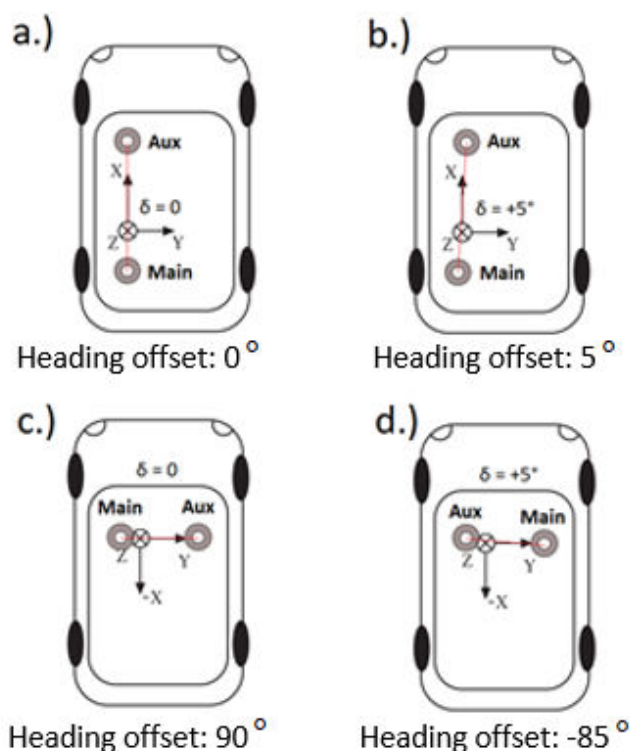 a.)
Aux
X
δ = 0
Z
Y
Main
Heading offset: 0°
b.)
Aux
X
δ = +5°
Z
Y
Main
Heading offset: 5°
c.)
δ = 0
Main Aux
Z Y
-X
Heading offset: 90°
d.)
δ = +5°
Aux Main
Z Y
-X
Heading offset: -85°